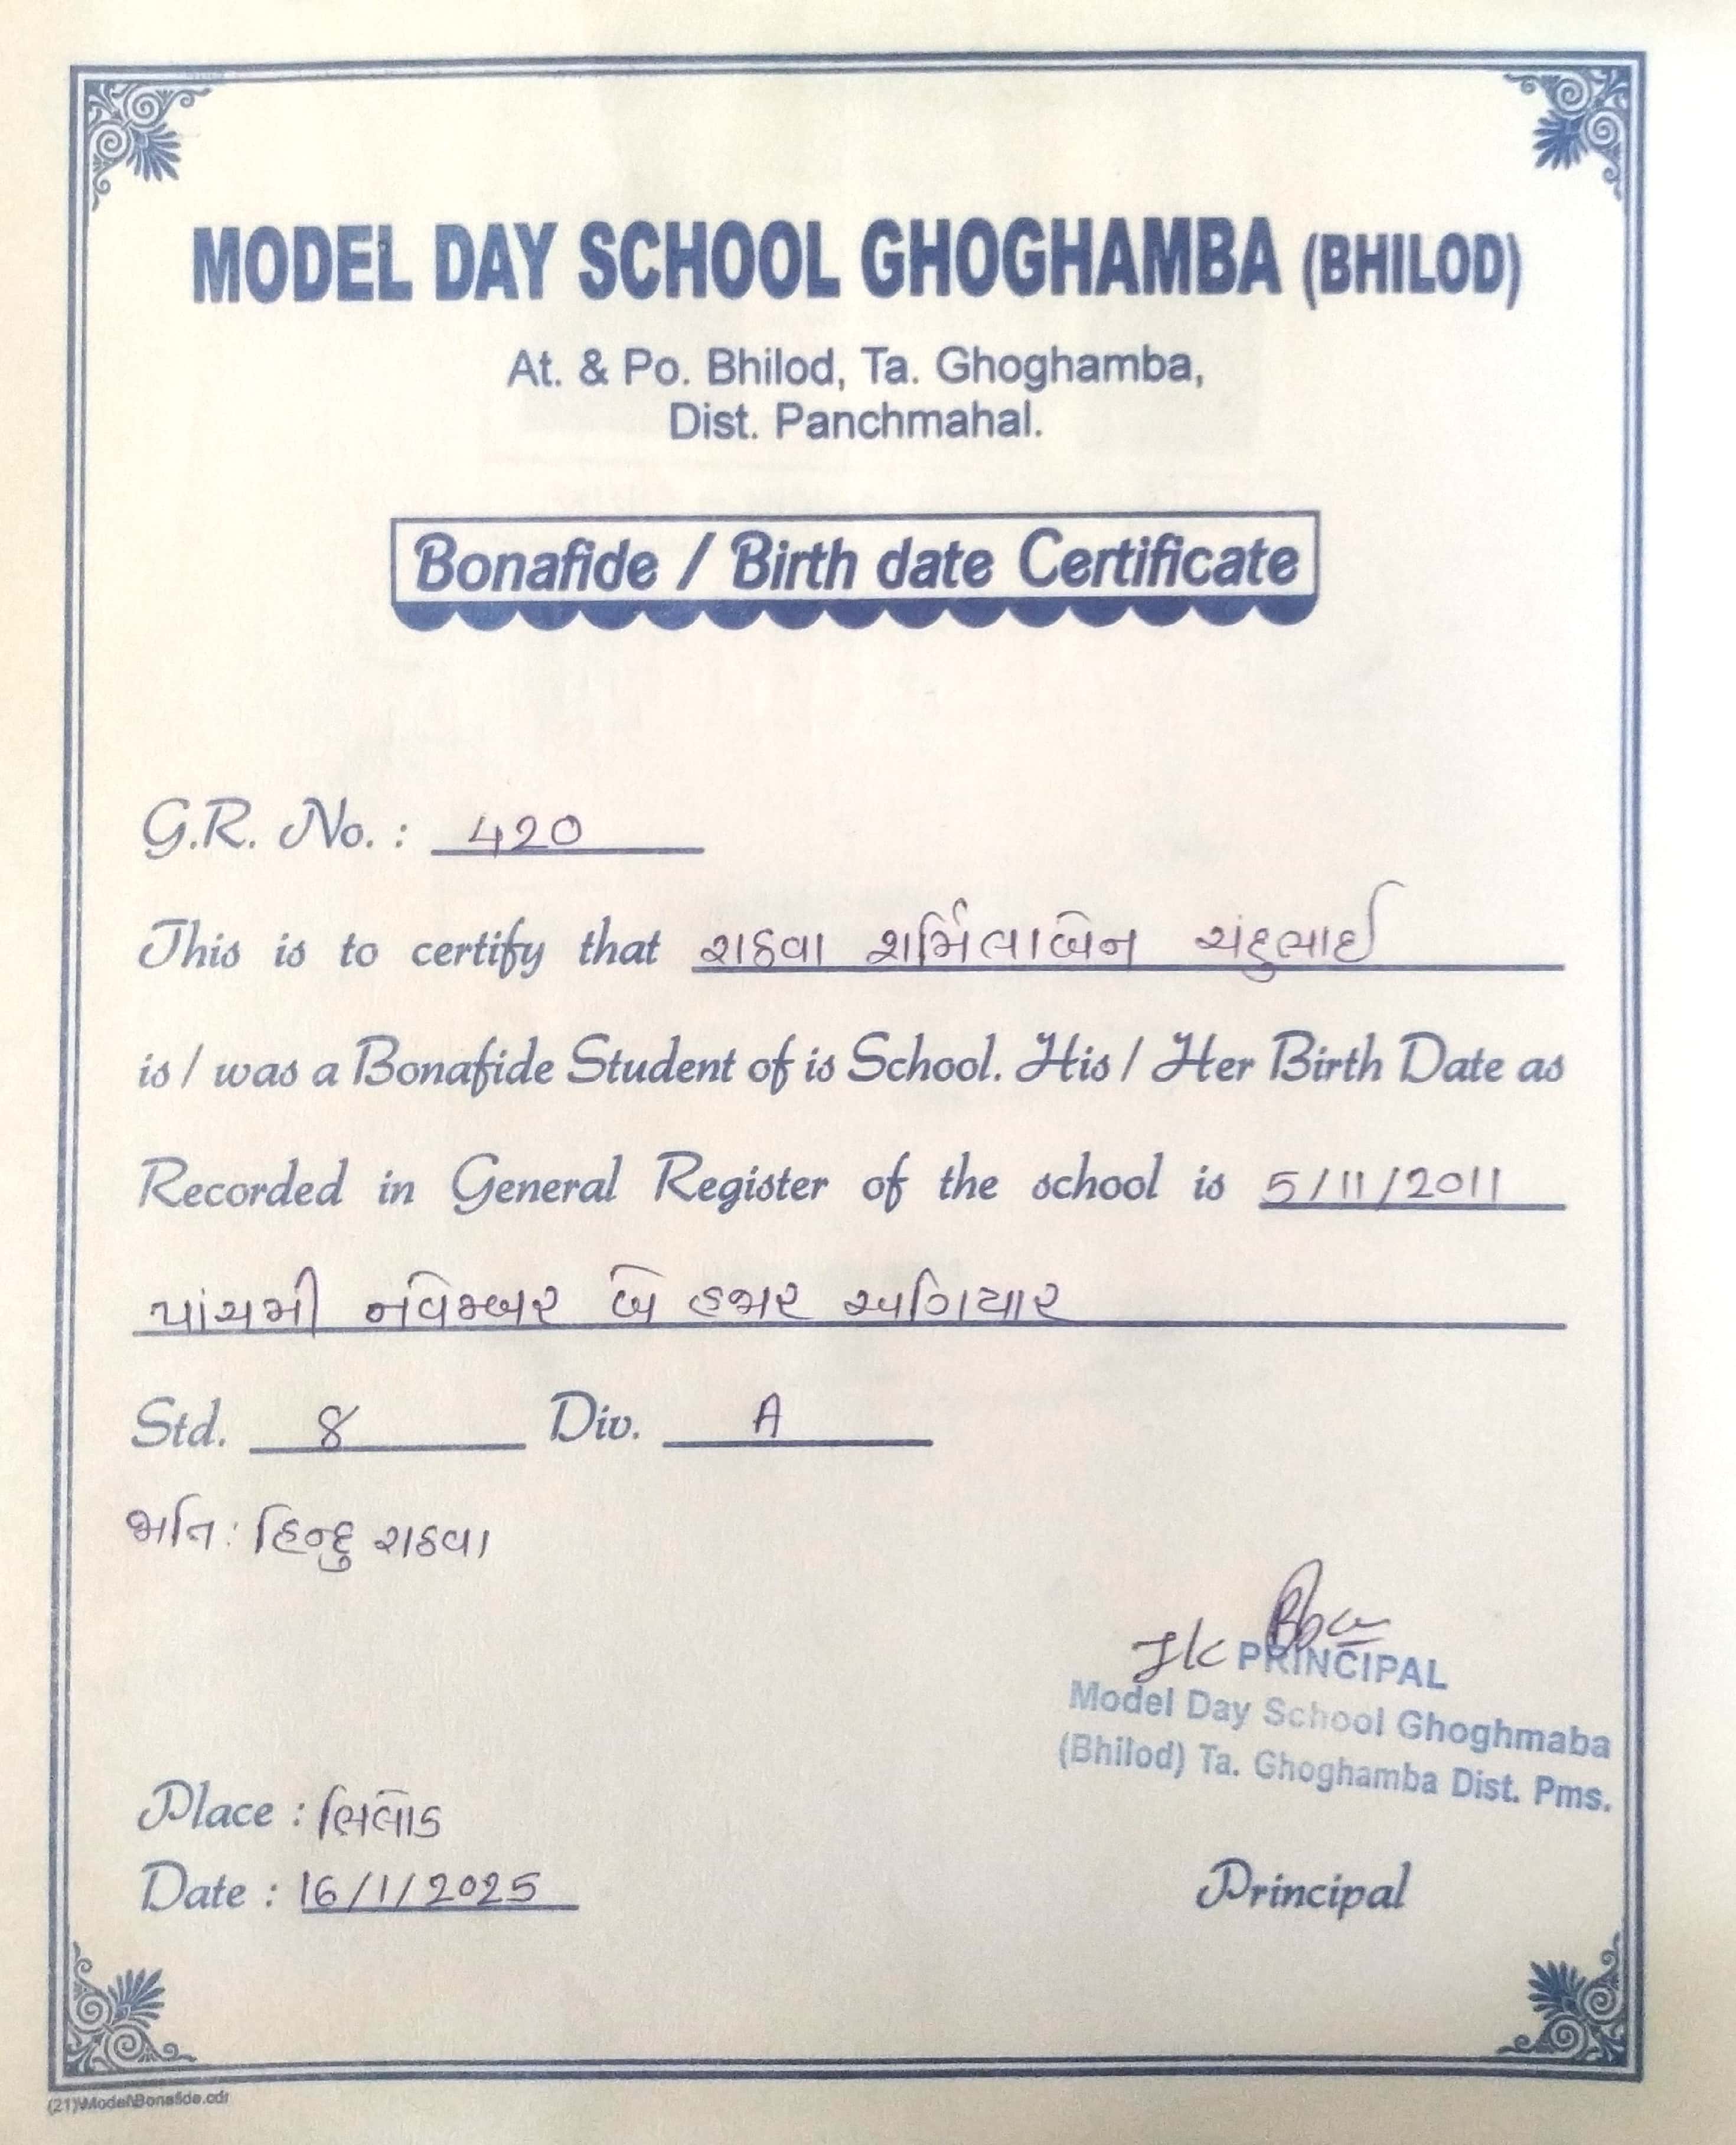 MODEL DAY SCHOOL GHOGHAMBA (BHILOD)
At. & Po. Bhilod, Ta. Ghoghamba,
Dist. Panchmahal.
Bonafide / Birth date Certificate
G.R. No. : 420
This is to certify that રાઠવા શર્મિલાબેન ચંદુભાઈ
is / was a Bonafide Student of is School. His / Her Birth Date as
Recorded in General Register of the school is 5/11/2011
પાંચમી નવેમ્બર બે હજાર અગિયાર
Std. 8 Div. A
જાતિ: હિન્દુ રાઠવા
PRINCIPAL
Model Day School Ghoghmaba
(Bhilod) Ta. Ghoghamba Dist. Pms.
Place : ભિલોડ
Date : 16/1/2025
Principal
(21)\Model\Bonafide.cdr